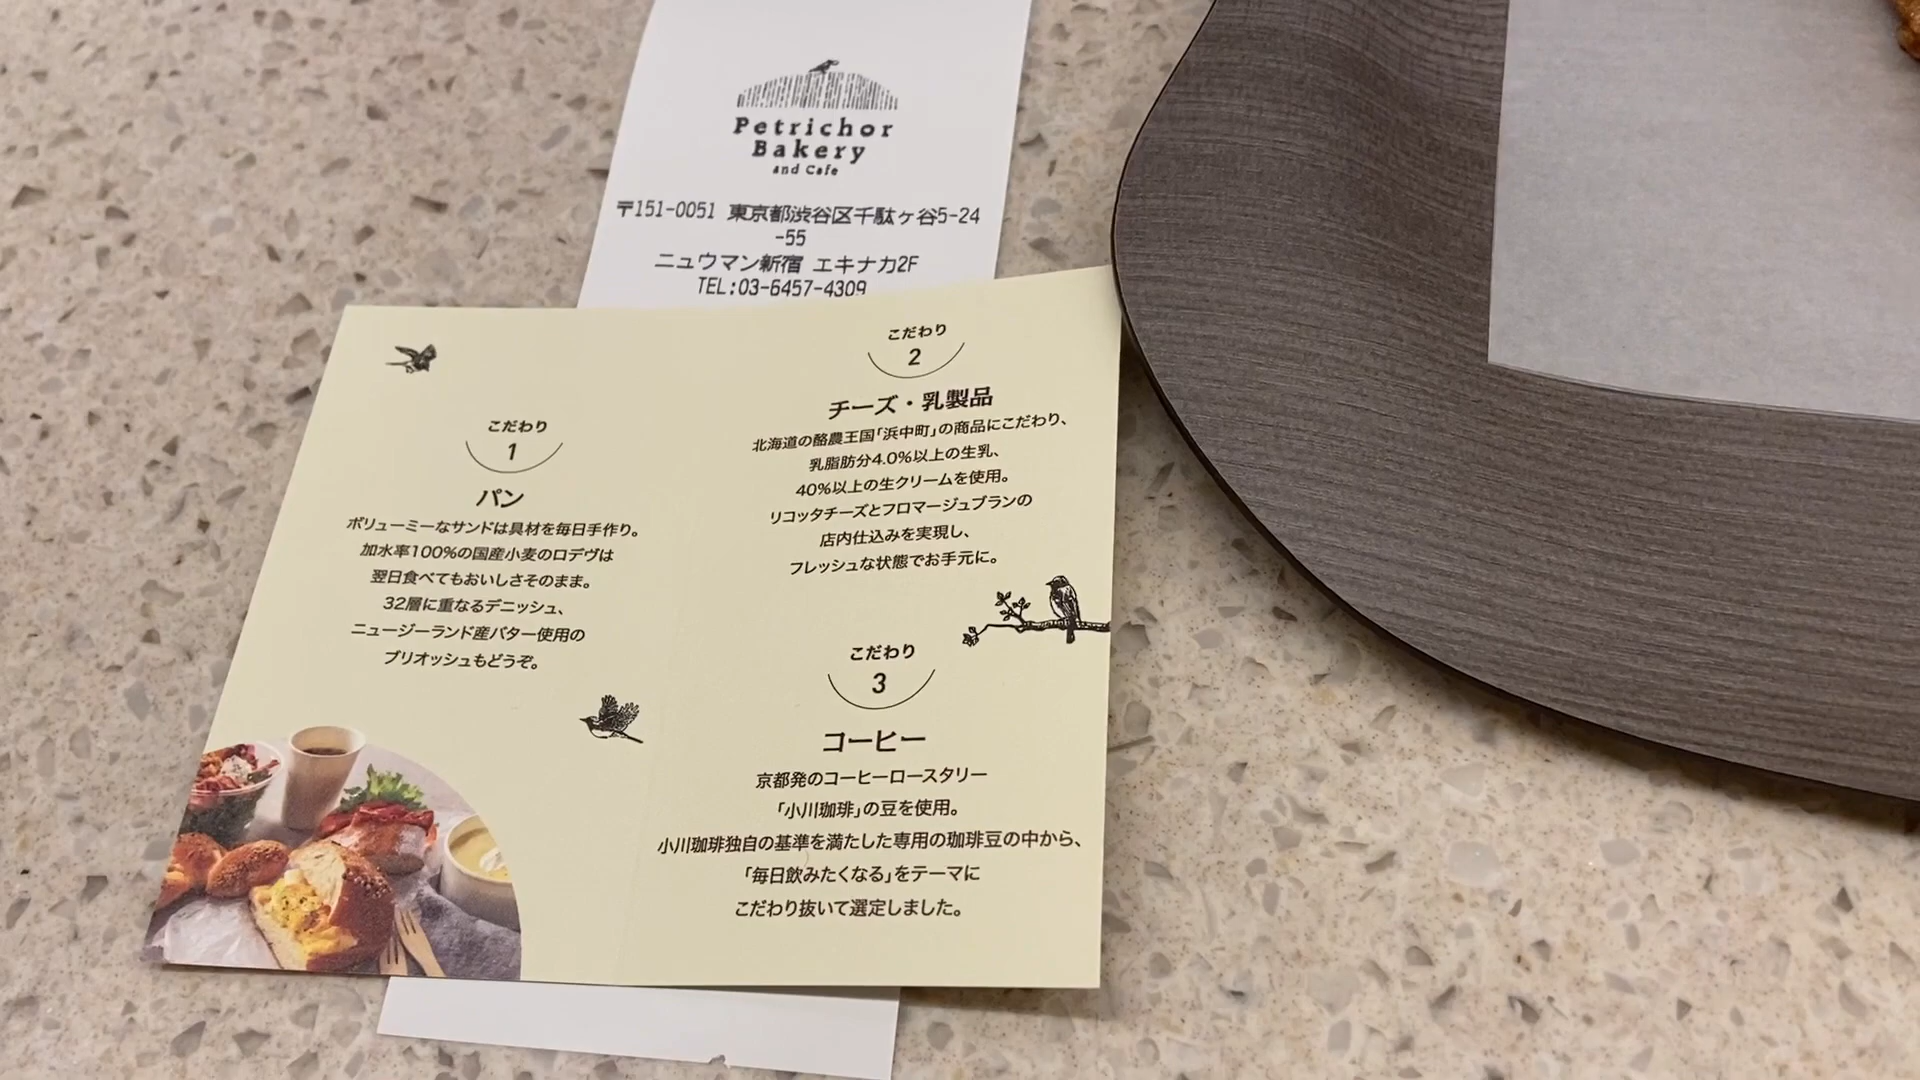 Petrichor
Bakery
and Cafe
〒151-0051 東京都渋谷区千駄ヶ谷5-24
-55
ニュウマン新宿 エキナカ2F
TEL:03-6457-4309
こだわり
1
パン
ボリューミーなサンドは具材を毎日手作り。
加水率100%の国産小麦のロデヴは
翌日食べてもおいしさそのまま。
32層に重なるデニッシュ、
ニュージーランド産バター使用の
ブリオッシュもどうぞ。
こだわり
2
チーズ・乳製品
北海道の酪農王国「浜中町」の商品にこだわり、
乳脂肪分4.0%以上の生乳、
40%以上の生クリームを使用。
リコッタチーズとフロマージュブランの
店内仕込みを実現し、
フレッシュな状態でお手元に。
こだわり
3
コーヒー
京都発のコーヒーロースタリー
「小川珈琲」の豆を使用。
小川珈琲独自の基準を満たした専用の珈琲豆の中から、
「毎日飲みたくなる」をテーマに
こだわり抜いて選定しました。